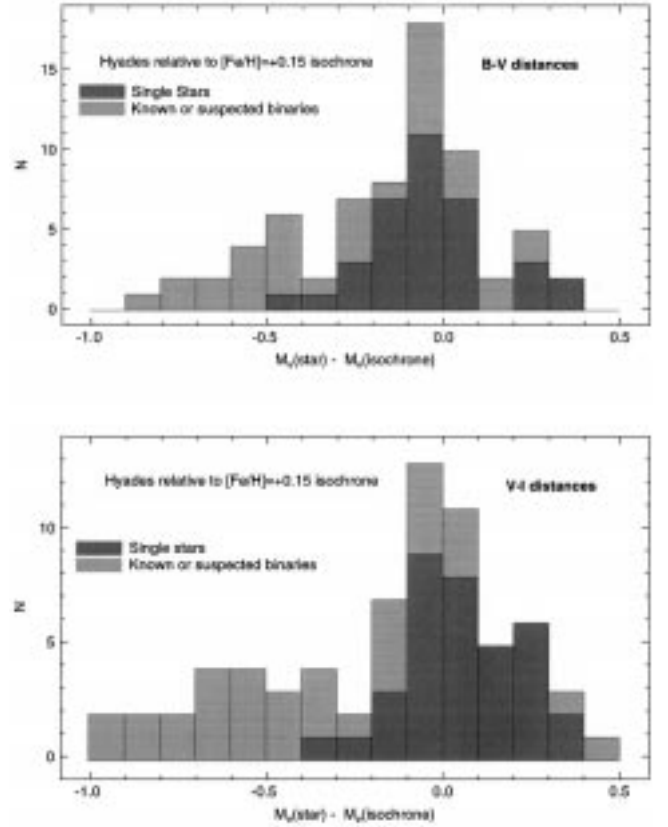 Hyades relative to [Fe/H]=+0.15 isochrone
B-V distances
Single Stars
Known or suspected binaries
15
10
5
0
N
-1.0 -0.5 0.0 0.5
Mv(star) - Mv(isochrone)
Hyades relative to [Fe/H]=+0.15 isochrone
V-I distances
Single stars
Known or suspected binaries
10
5
0
N
-1.0 -0.5 0.0 0.5
Mv(star) - Mv(isochrone)